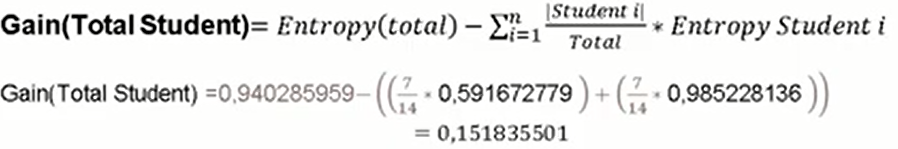 Gain(Total Student)= Entropy(total) − ∑ⁿᵢ₌₁ |Student i|/Total * Entropy Student i
Gain(Total Student) =0,940285959− ((7/14 * 0,591672779 ) + (7/14 * 0,985228136 ))
= 0,151835501